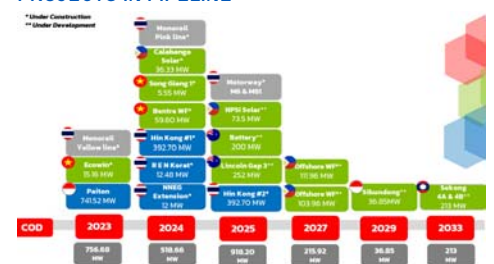 PROJECTS IN PIPELINE
* Under Construction
** Under Development
Monorail
Pink line*
Calabanga
Solar*
36.33 MW
Song Giang 1*
5.55 MW
Bentre WF*
59.60 MW
Hin Kong #1*
392.70 MW
B E N Korat*
12.48 MW
NNEG
Extension*
12 MW
Monorail
Yellow line*
Ecowin*
15.16 MW
Paiton
741.52 MW
Motorway*
M6 & M81
NPSI Solar**
73.5 MW
Battery**
200 MW
Lincoln Gap 3**
252 MW
Hin Kong #2*
392.70 MW
Offshore WF**
111.98 MW
Offshore WF**
103.98 MW
Sibundong**
36.85MW
Sekong
4A & 4B**
213 MW
COD
2023
2024
2025
2027
2029
2033
756.68
MW
518.66
MW
918.20
MW
215.92
MW
36.85
MW
213
MW